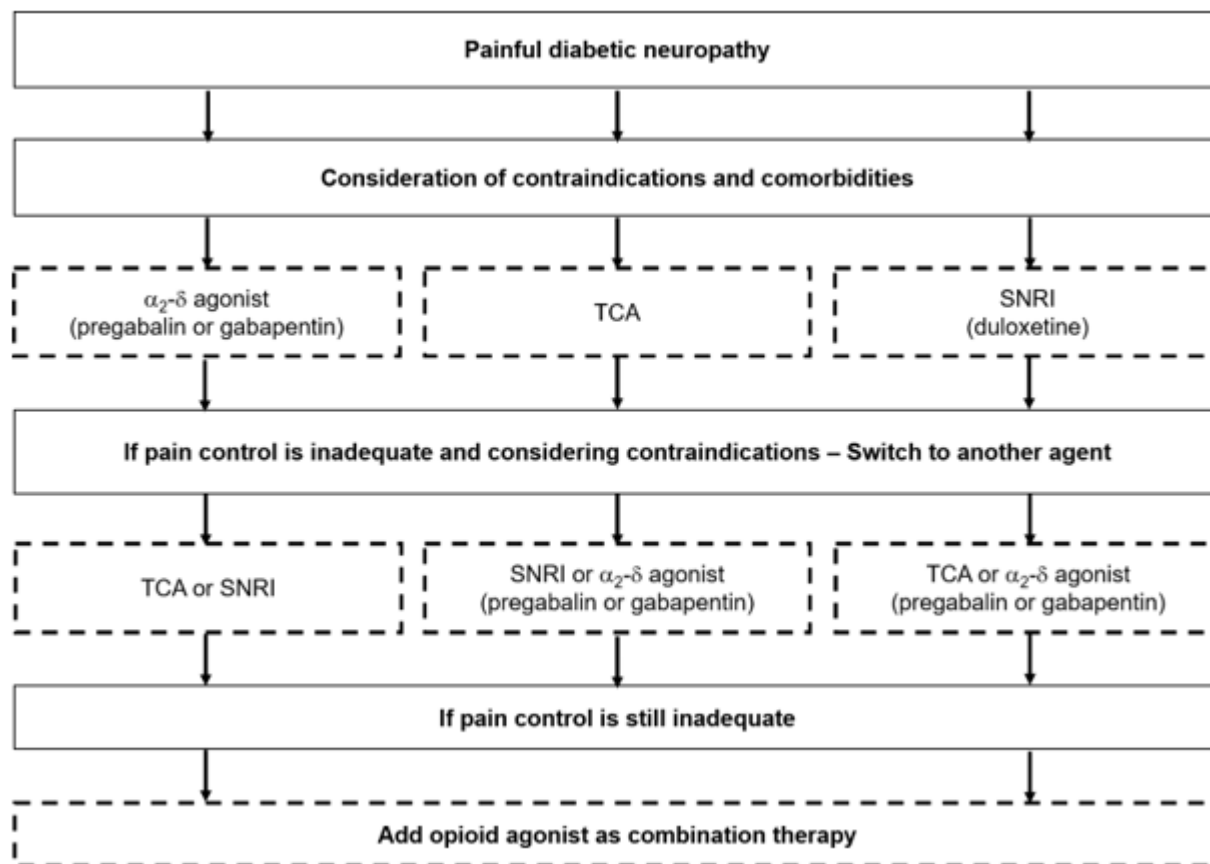 Painful diabetic neuropathy
Consideration of contraindications and comorbidities
α₂-δ agonist
(pregabalin or gabapentin)
TCA
SNRI
(duloxetine)
If pain control is inadequate and considering contraindications – Switch to another agent
TCA or SNRI
SNRI or α₂-δ agonist
(pregabalin or gabapentin)
TCA or α₂-δ agonist
(pregabalin or gabapentin)
If pain control is still inadequate
Add opioid agonist as combination therapy